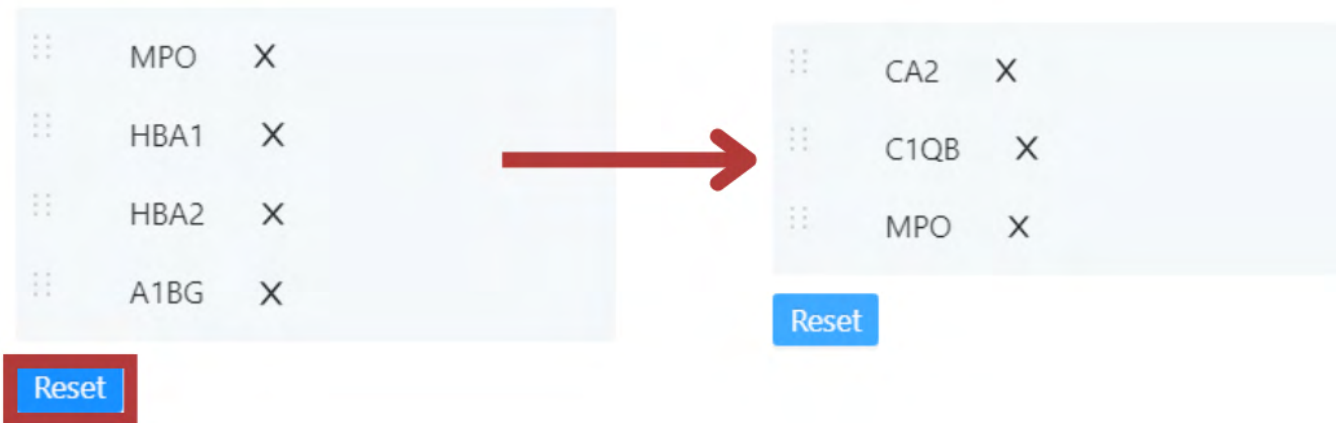 MPO X
HBA1 X
HBA2 X
A1BG X
Reset
CA2 X
C1QB X
MPO X
Reset